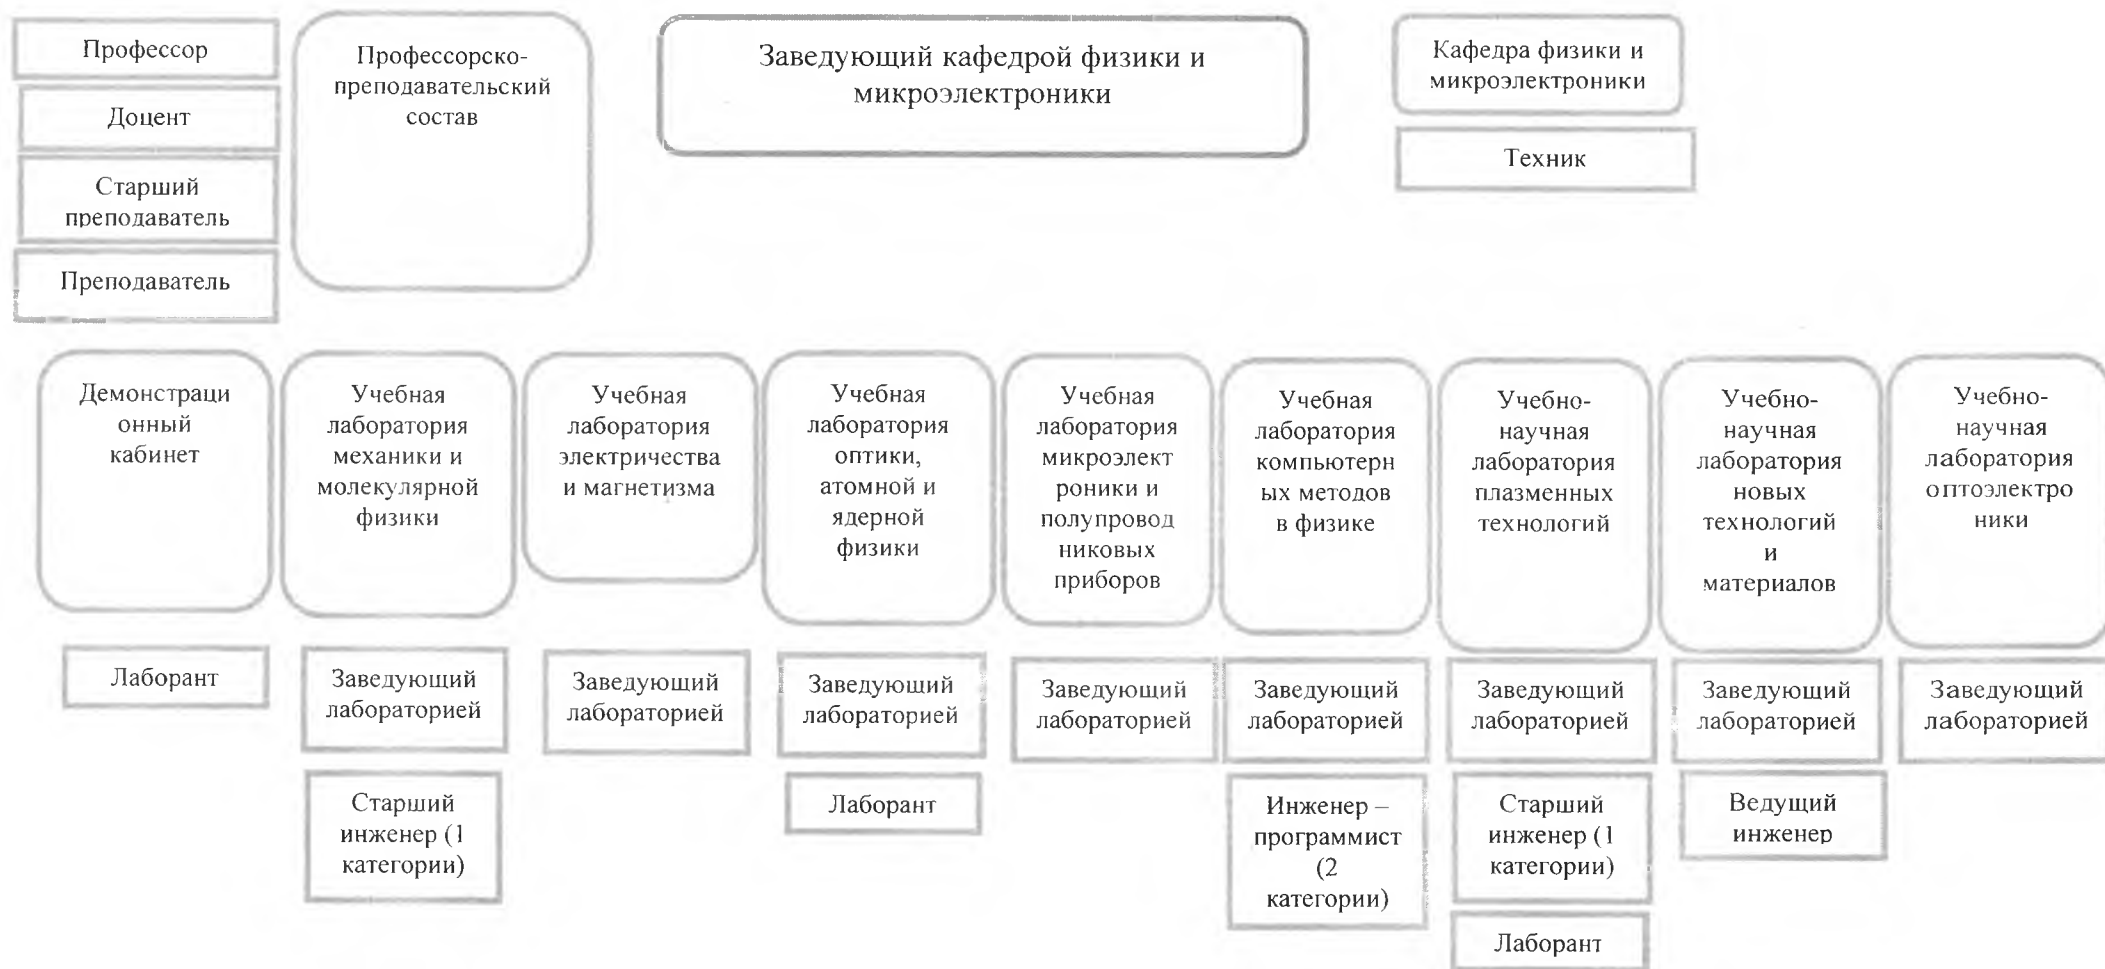 Профессор
Доцент
Старший
преподаватель
Преподаватель
Профессорско-
преподавательский
состав
Заведующий кафедрой физики и
микроэлектроники
Кафедра физики и
микроэлектроники
Техник
Демонстраци
онный
кабинет
Лаборант
Учебная
лаборатория
механики и
молекулярной
физики
Заведующий
лабораторией
Старший
инженер (1
категории)
Учебная
лаборатория
электричества
и магнетизма
Заведующий
лабораторией
Учебная
лаборатория
оптики,
атомной и
ядерной
физики
Заведующий
лабораторией
Лаборант
Учебная
лаборатория
микроэлект
роники и
полупровод
никовых
приборов
Заведующий
лабораторией
Учебная
лаборатория
компьютерн
ых методов
в физике
Заведующий
лабораторией
Инженер –
программист
(2
категории)
Учебно-
научная
лаборатория
плазменных
технологий
Заведующий
лабораторией
Старший
инженер (1
категории)
Лаборант
Учебно-
научная
лаборатория
новых
технологий
и
материалов
Заведующий
лабораторией
Ведущий
инженер
Учебно-
научная
лаборатория
оптоэлектро
ники
Заведующий
лабораторией